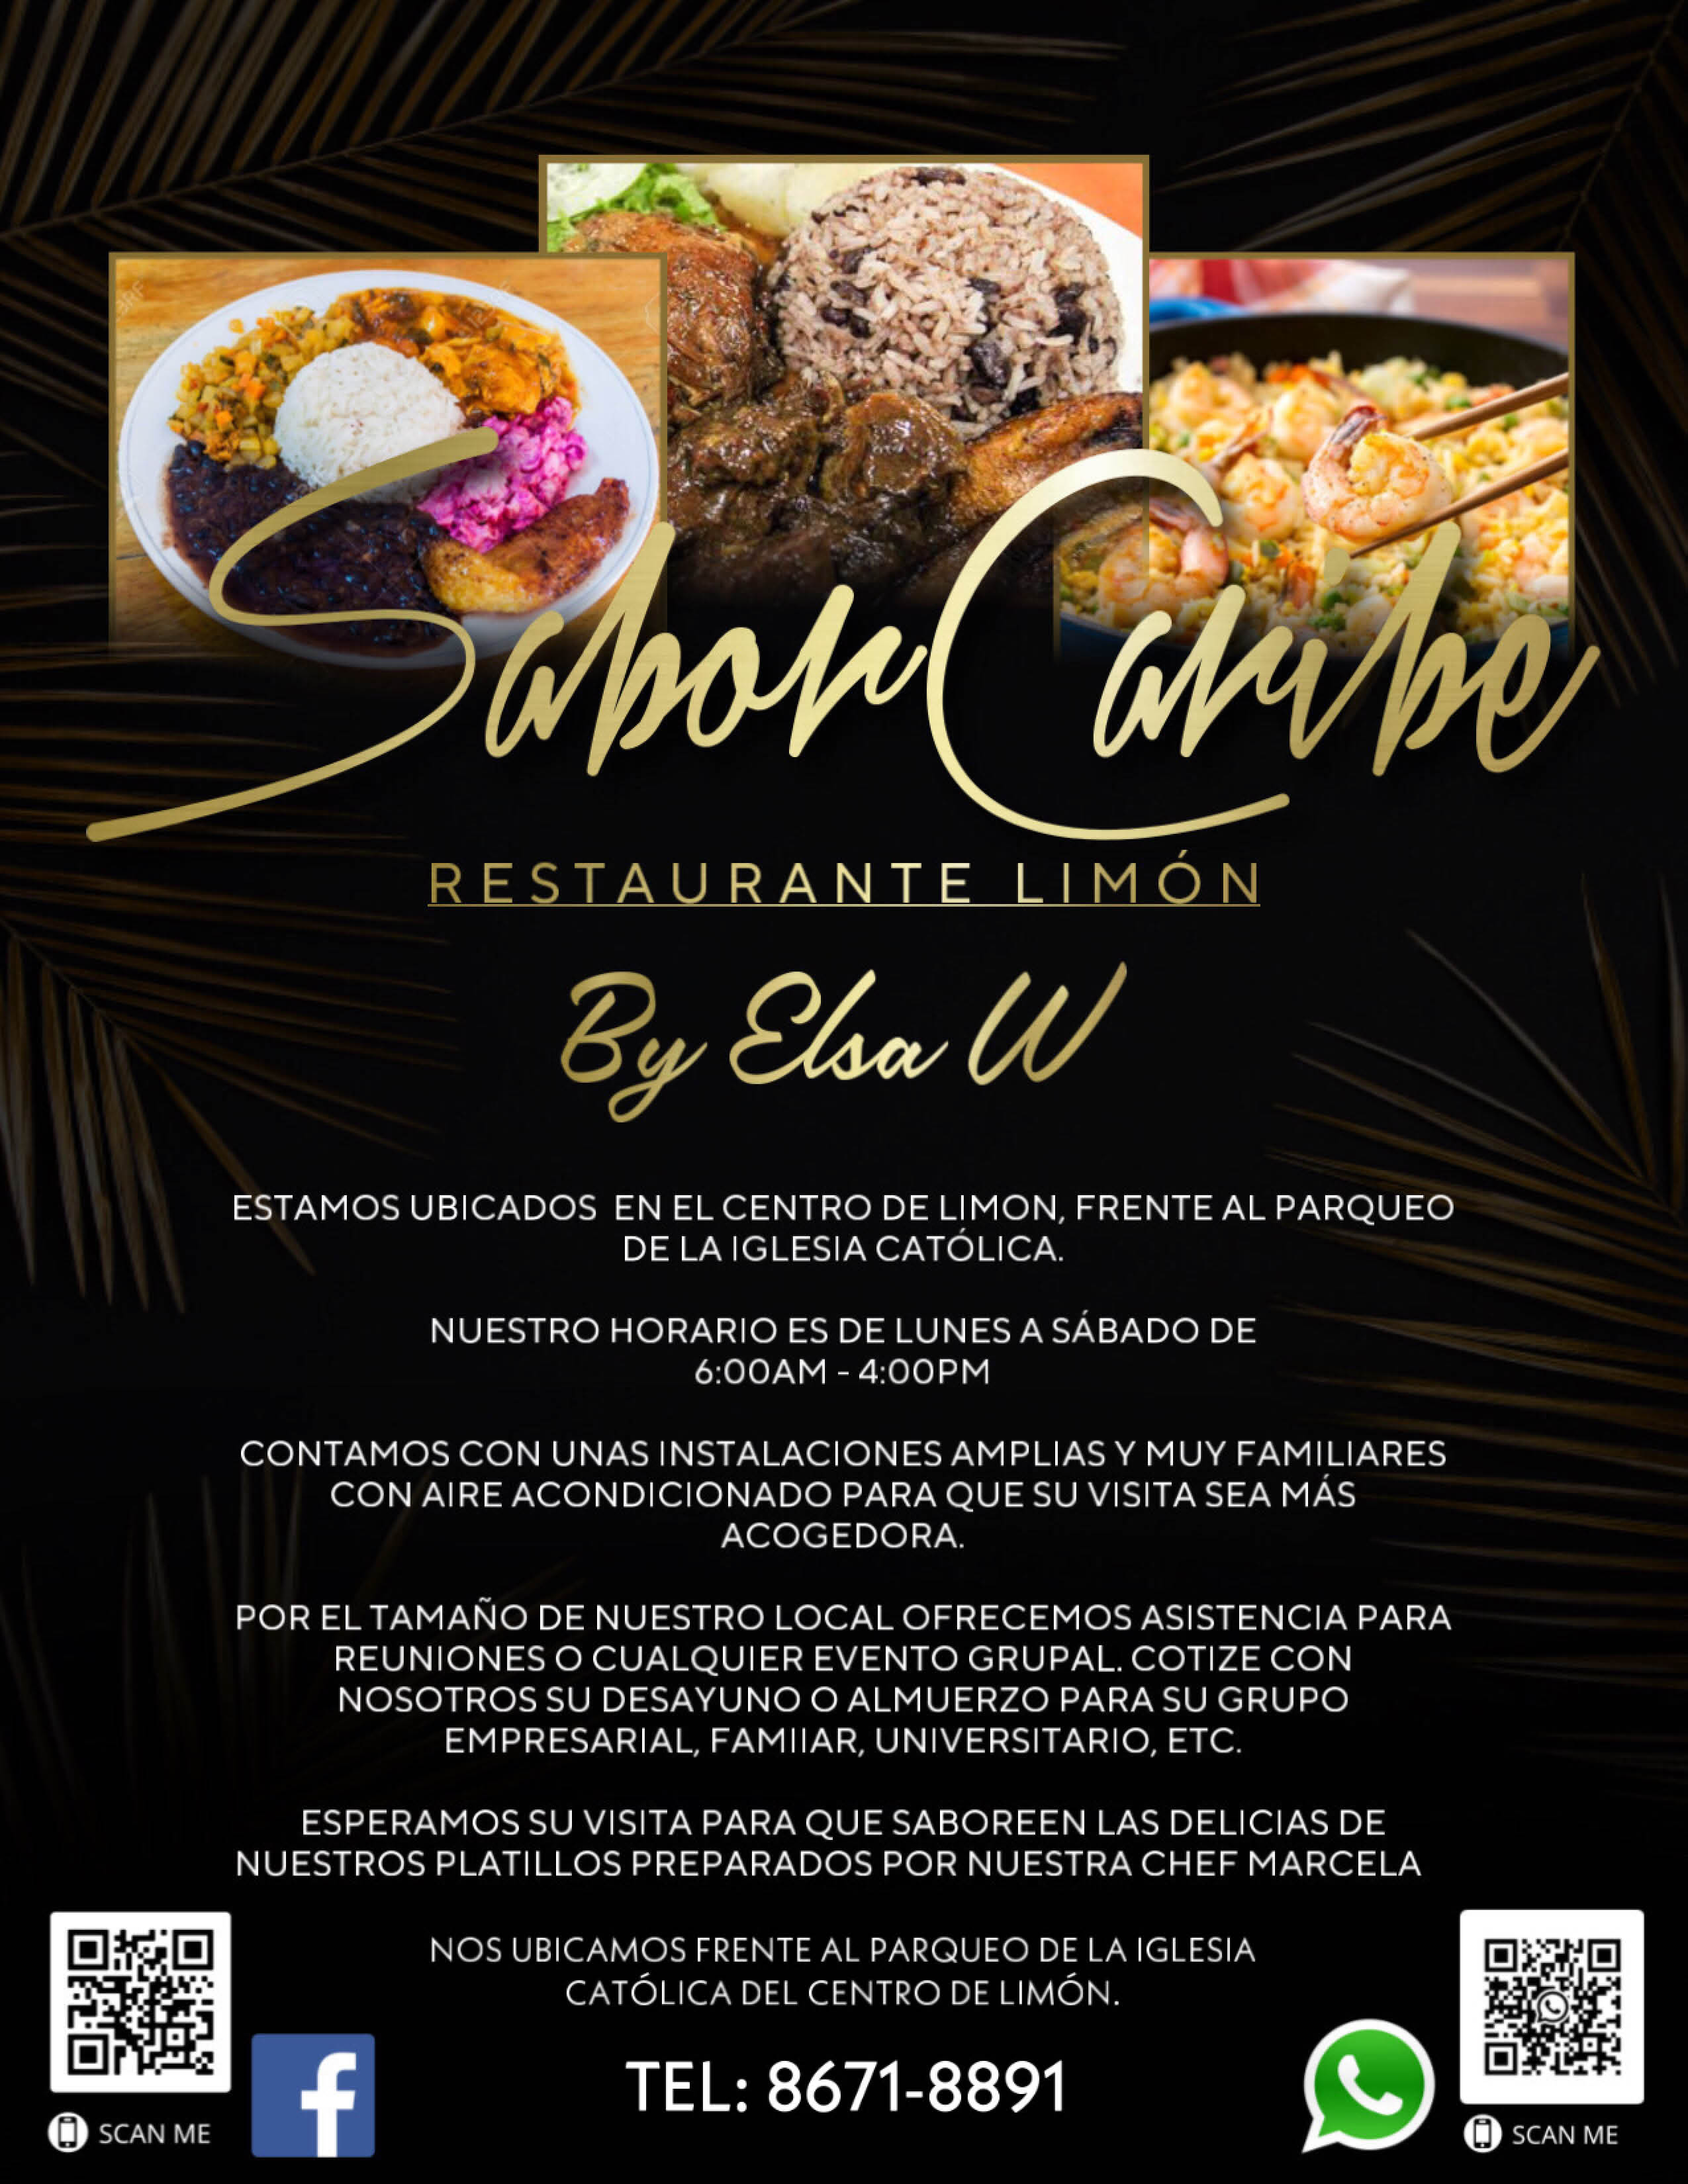 Sabor Caribe
RESTAURANTE LIMÓN
By Elsa W
ESTAMOS UBICADOS EN EL CENTRO DE LIMON, FRENTE AL PARQUEO
DE LA IGLESIA CATÓLICA.
NUESTRO HORARIO ES DE LUNES A SÁBADO DE
6:00AM - 4:00PM
CONTAMOS CON UNAS INSTALACIONES AMPLIAS Y MUY FAMILIARES
CON AIRE ACONDICIONADO PARA QUE SU VISITA SEA MÁS
ACOGEDORA.
POR EL TAMAÑO DE NUESTRO LOCAL OFRECEMOS ASISTENCIA PARA
REUNIONES O CUALQUIER EVENTO GRUPAL. COTIZE CON
NOSOTROS SU DESAYUNO O ALMUERZO PARA SU GRUPO
EMPRESARIAL, FAMIIAR, UNIVERSITARIO, ETC.
ESPERAMOS SU VISITA PARA QUE SABOREEN LAS DELICIAS DE
NUESTROS PLATILLOS PREPARADOS POR NUESTRA CHEF MARCELA
NOS UBICAMOS FRENTE AL PARQUEO DE LA IGLESIA
CATÓLICA DEL CENTRO DE LIMÓN.
TEL: 8671-8891
SCAN ME
f
SCAN ME